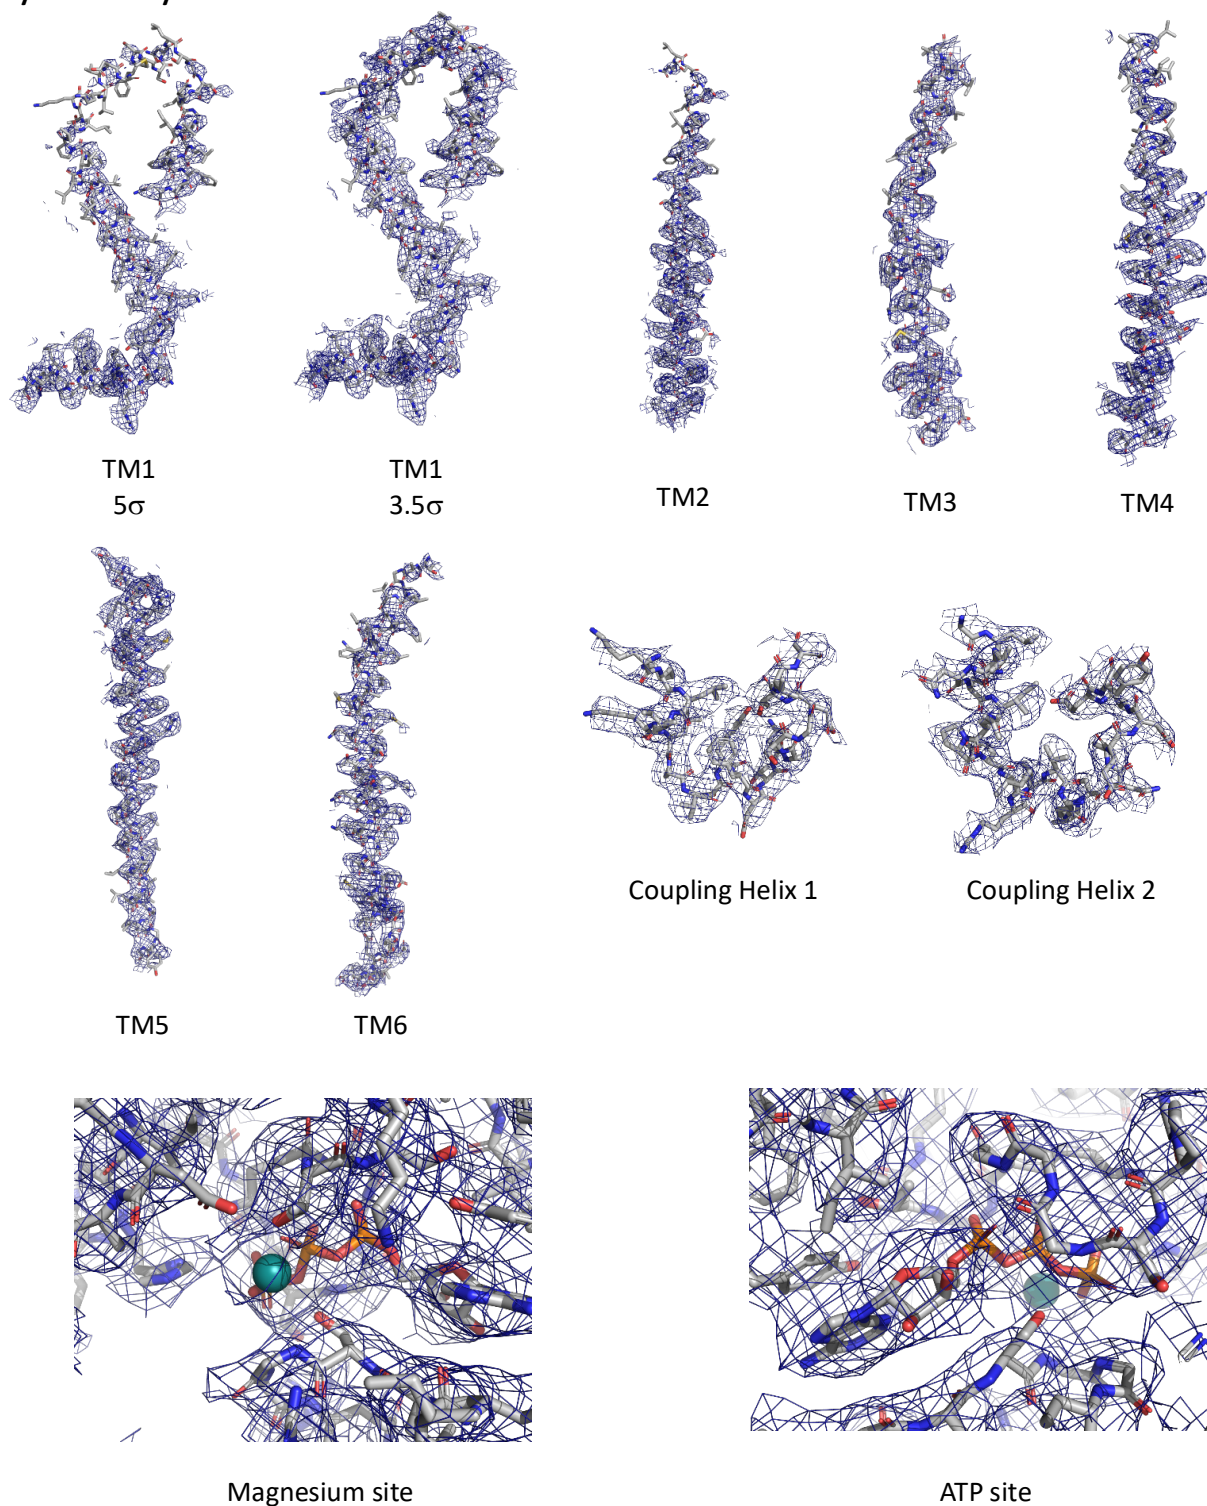 TM1
5σ
TM1
3.5σ
TM2
TM3
TM4
TM5
TM6
Coupling Helix 1
Coupling Helix 2
Magnesium site
ATP site